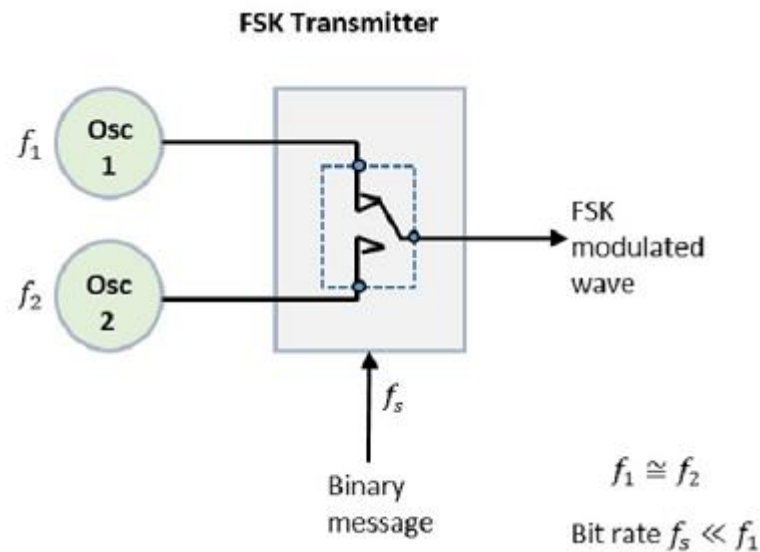 FSK Transmitter
f₁
Osc
1
f₂
Osc
2
FSK
modulated
wave
fₛ
Binary
message
f₁ ≅ f₂
Bit rate fₛ ≪ f₁